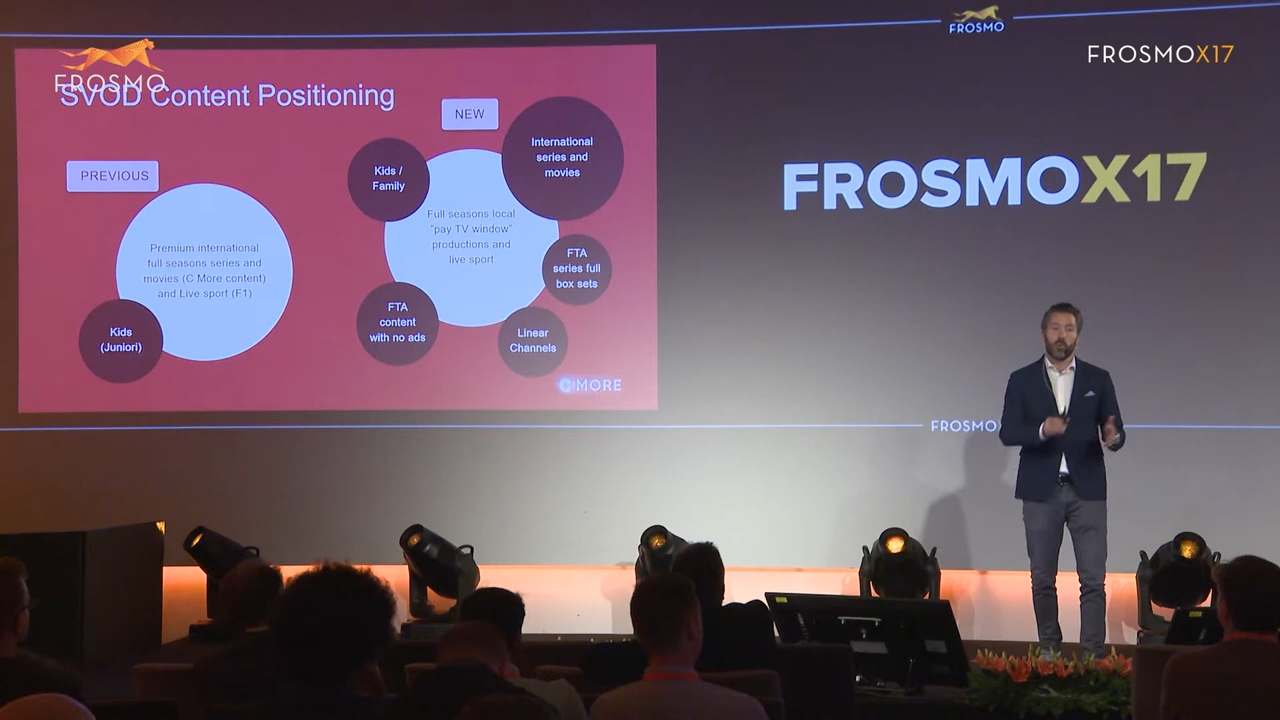 FROSMO
FROSMO
FROSMOX17
SVOD Content Positioning
PREVIOUS
Premium international
full seasons series and
movies (C More content)
and Live sport (F1)
Kids
(Juniori)
NEW
Kids /
Family
International
series and
movies
Full seasons local
"pay TV window"
productions and
live sport
FTA
series full
box sets
FTA
content
with no ads
Linear
Channels
C MORE
FROSMOX17
FROSMO